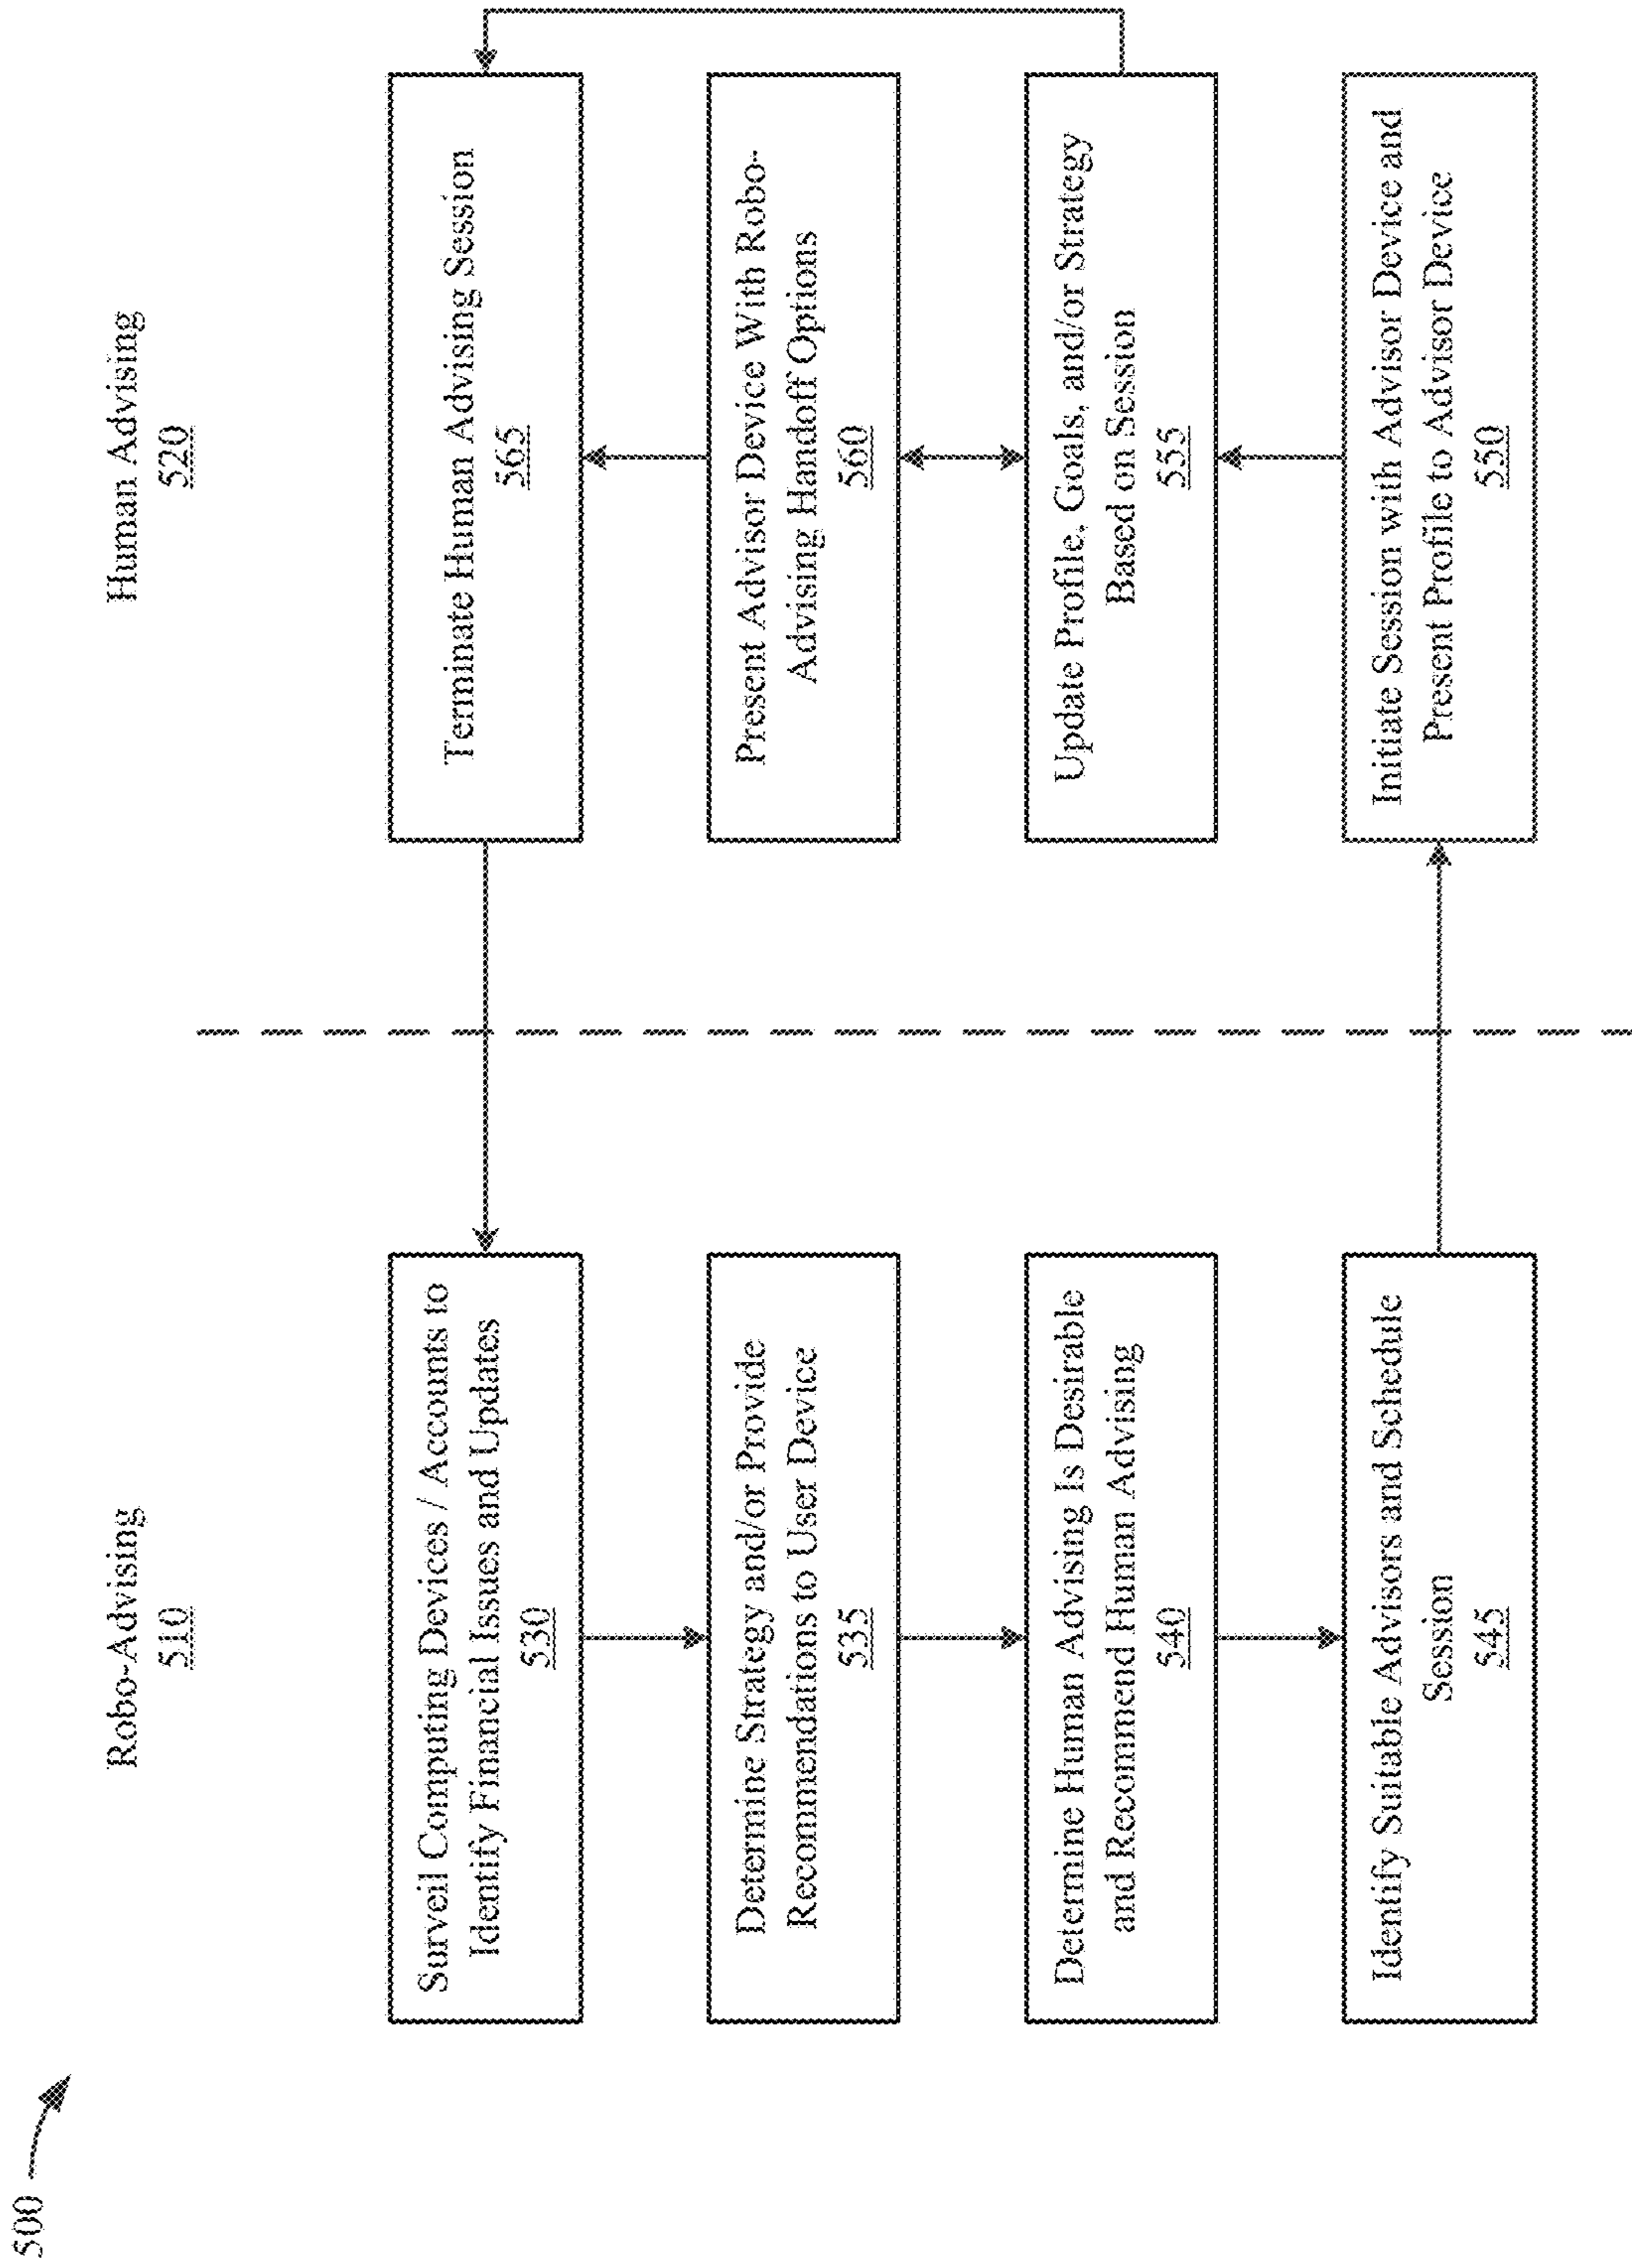 500
Robo-Advising
510
Human Advising
520
Surveil Computing Devices / Accounts to
Identify Financial Issues and Updates
530
Determine Strategy and/or Provide
Recommendations to User Device
535
Determine Human Advising Is Desirable
and Recommend Human Advising
540
Identify Suitable Advisors and Schedule
Session
545
Terminate Human Advising Session
565
Present Advisor Device With Robo-
Advising Handoff Options
560
Update Profile, Goals, and/or Strategy
Based on Session
555
Initiate Session with Advisor Device and
Present Profile to Advisor Device
550